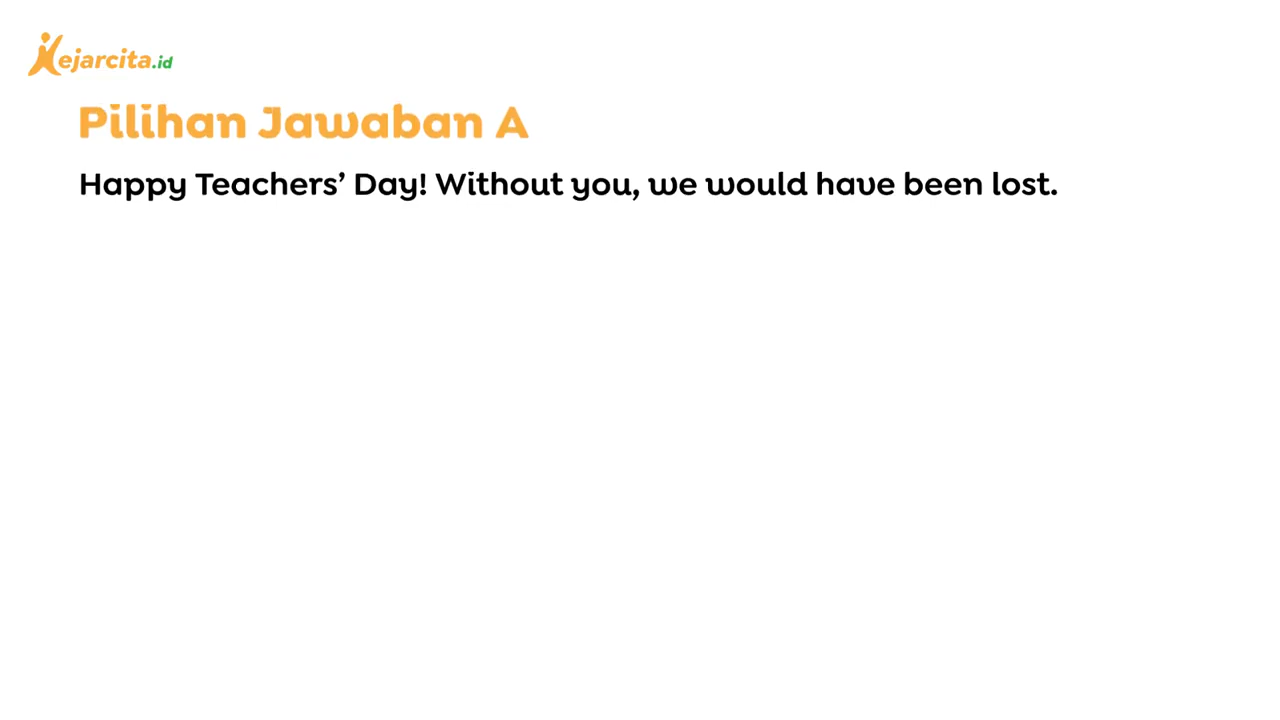 Kejarcita.id
Pilihan Jawaban A
Happy Teachers’ Day! Without you, we would have been lost.